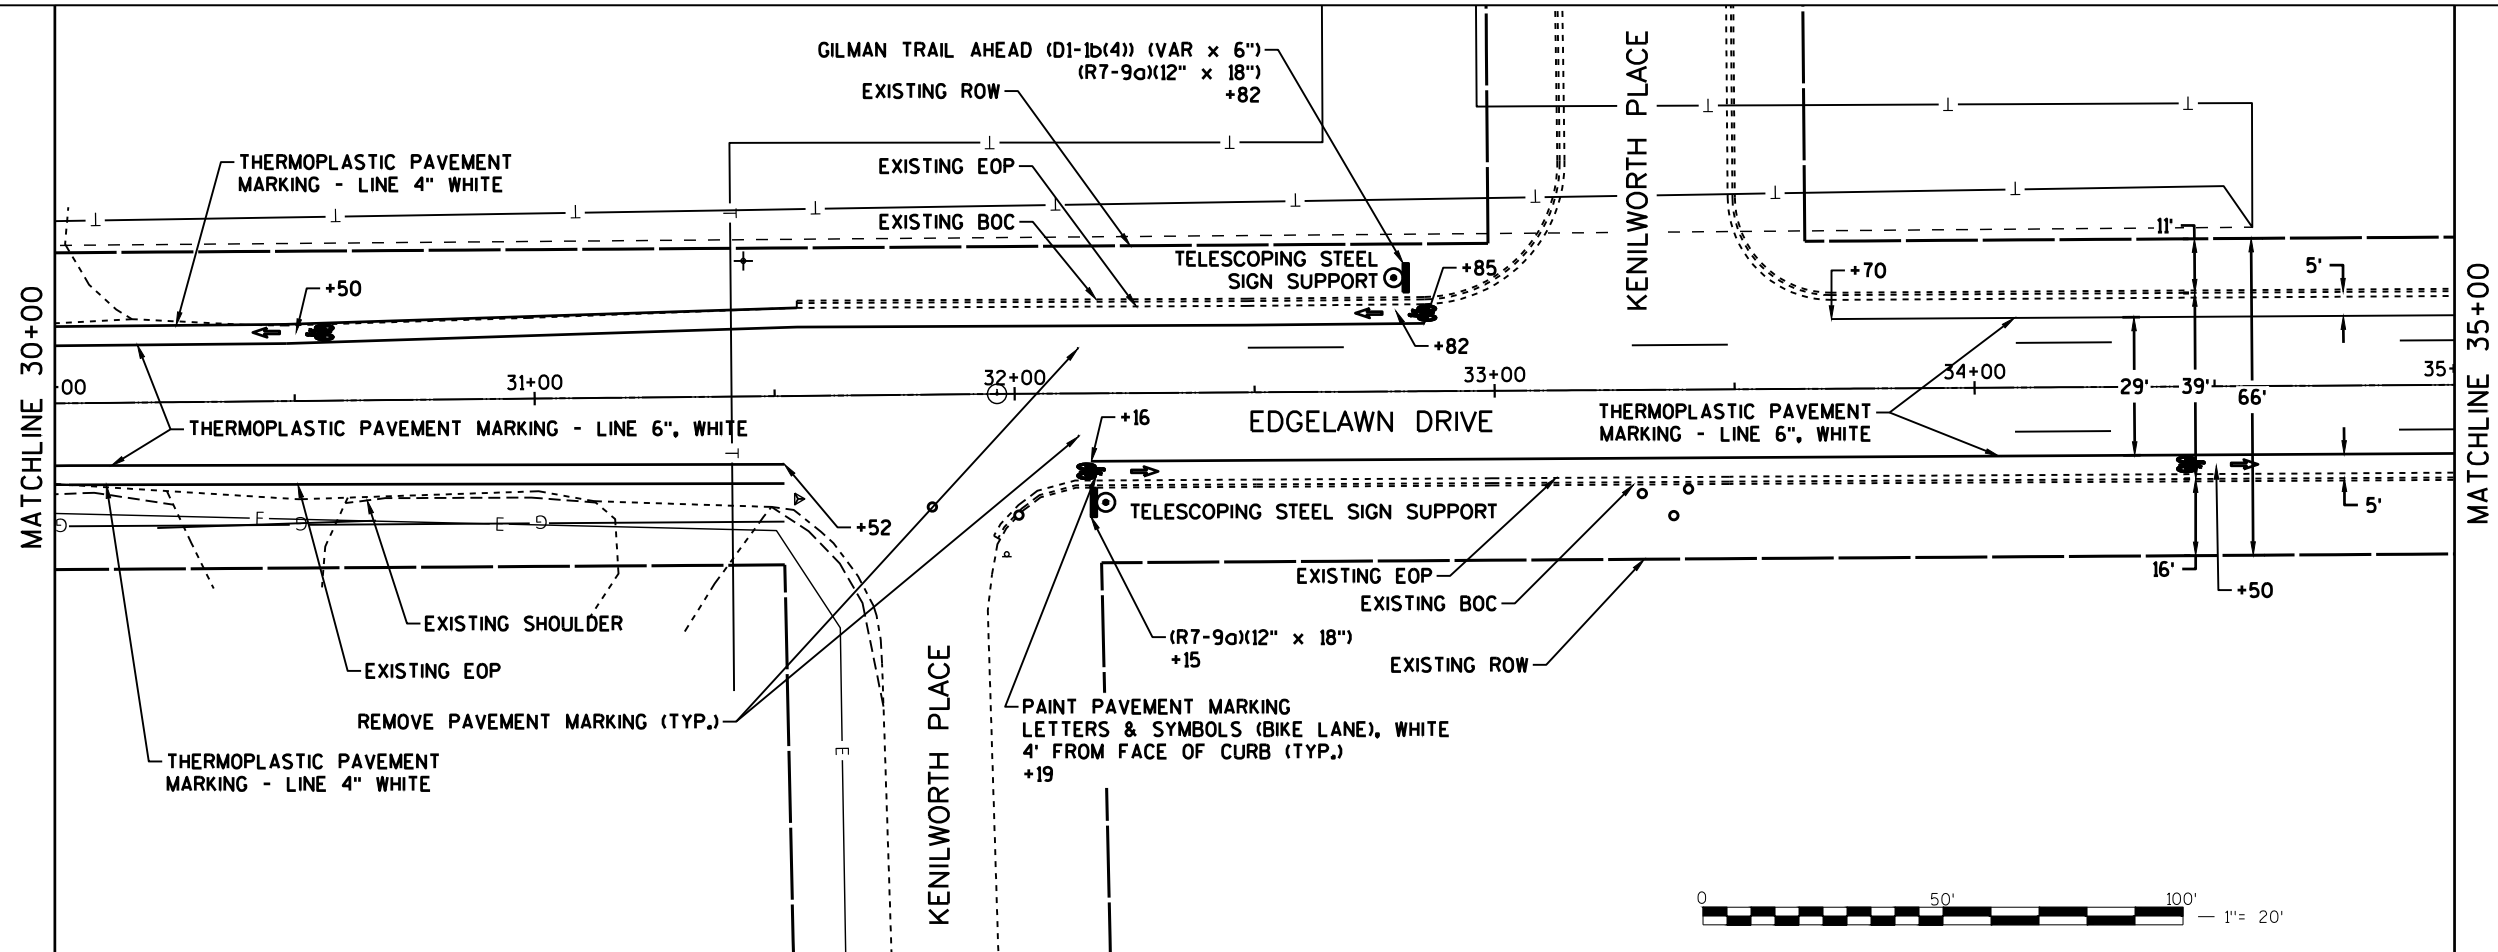 GILMAN TRAIL AHEAD (D1-1b(4)) (VAR x 6")
(R7-9a)(12" x 18")
+82
EXISTING ROW
EXISTING EOP
EXISTING BOC
TELESCOPING STEEL
SIGN SUPPORT
KENILWORTH PLACE
THERMOPLASTIC PAVEMENT
MARKING - LINE 4" WHITE
+50
+85
+82
+70
11'
5'
MATCHLINE 30+00
MATCHLINE 35+00
00
31+00
32+00
33+00
34+00
35+
29'
39'
66'
THERMOPLASTIC PAVEMENT MARKING - LINE 6", WHITE
+16
EDGELAWN DRIVE
THERMOPLASTIC PAVEMENT
MARKING - LINE 6", WHITE
+52
TELESCOPING STEEL SIGN SUPPORT
5'
16'
+50
EXISTING EOP
EXISTING BOC
EXISTING ROW
(R7-9a)(12" x 18")
+15
EXISTING SHOULDER
EXISTING EOP
REMOVE PAVEMENT MARKING (TYP.)
PAINT PAVEMENT MARKING
LETTERS & SYMBOLS (BIKE LANE), WHITE
4' FROM FACE OF CURB (TYP.)
+19
THERMOPLASTIC PAVEMENT
MARKING - LINE 4" WHITE
KENILWORTH PLACE
T T T T T T T T T T T T T T T T
G G E G
E
0 50' 100'
1"= 20'